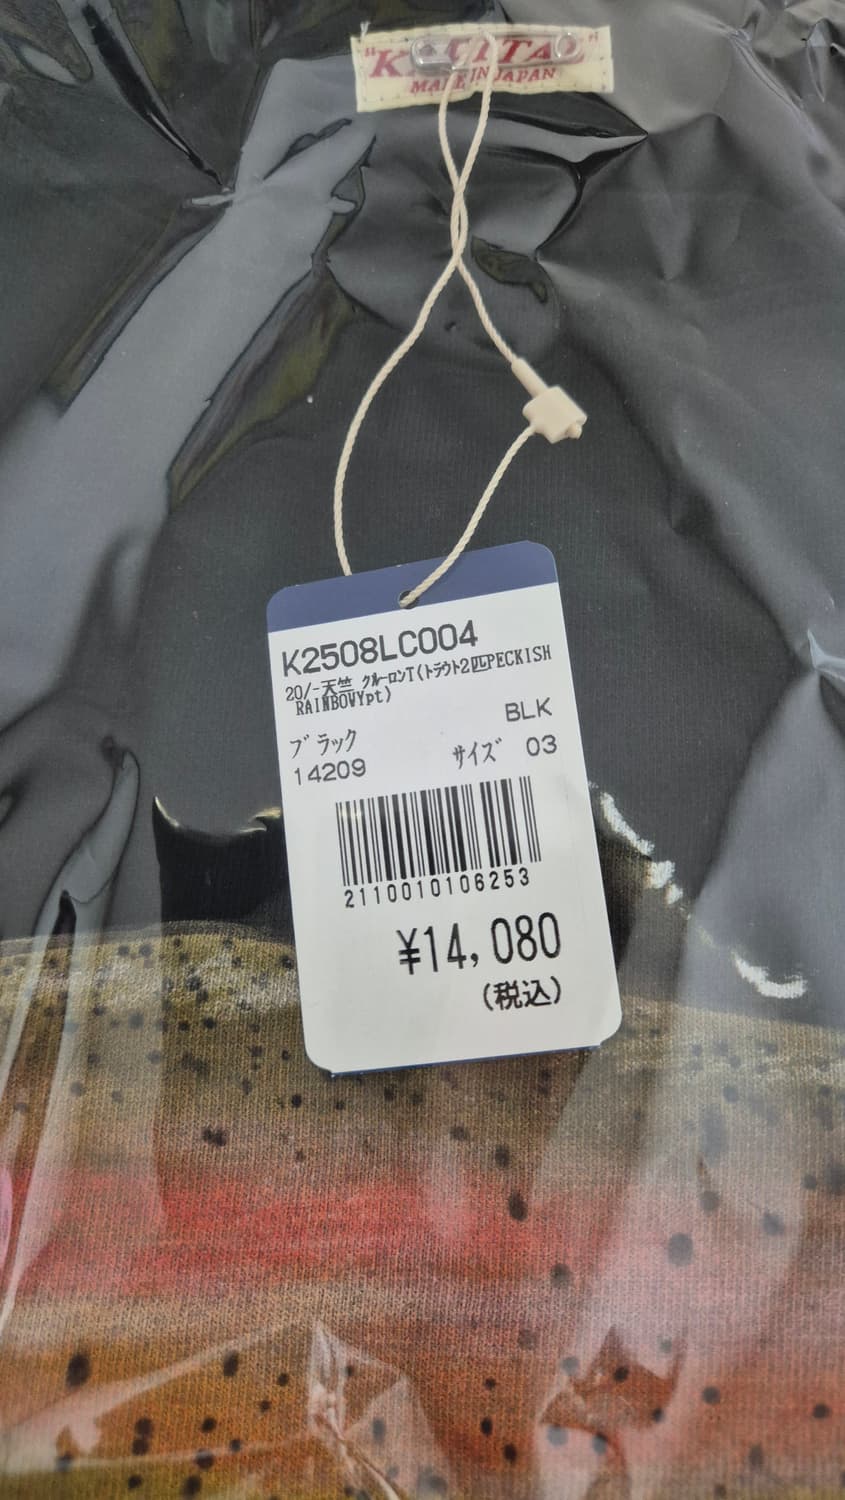 "KAPITAL"
MADE IN JAPAN
K2508LC004
20/-天竺 ｸﾙｰﾛﾝT(ﾄﾗｳﾄ2匹PECKISH
RAINBOWYpt)
BLK
ﾌﾞﾗｯｸ
ｻｲｽﾞ 03
14209
2110010106253
¥14,080
(税込)